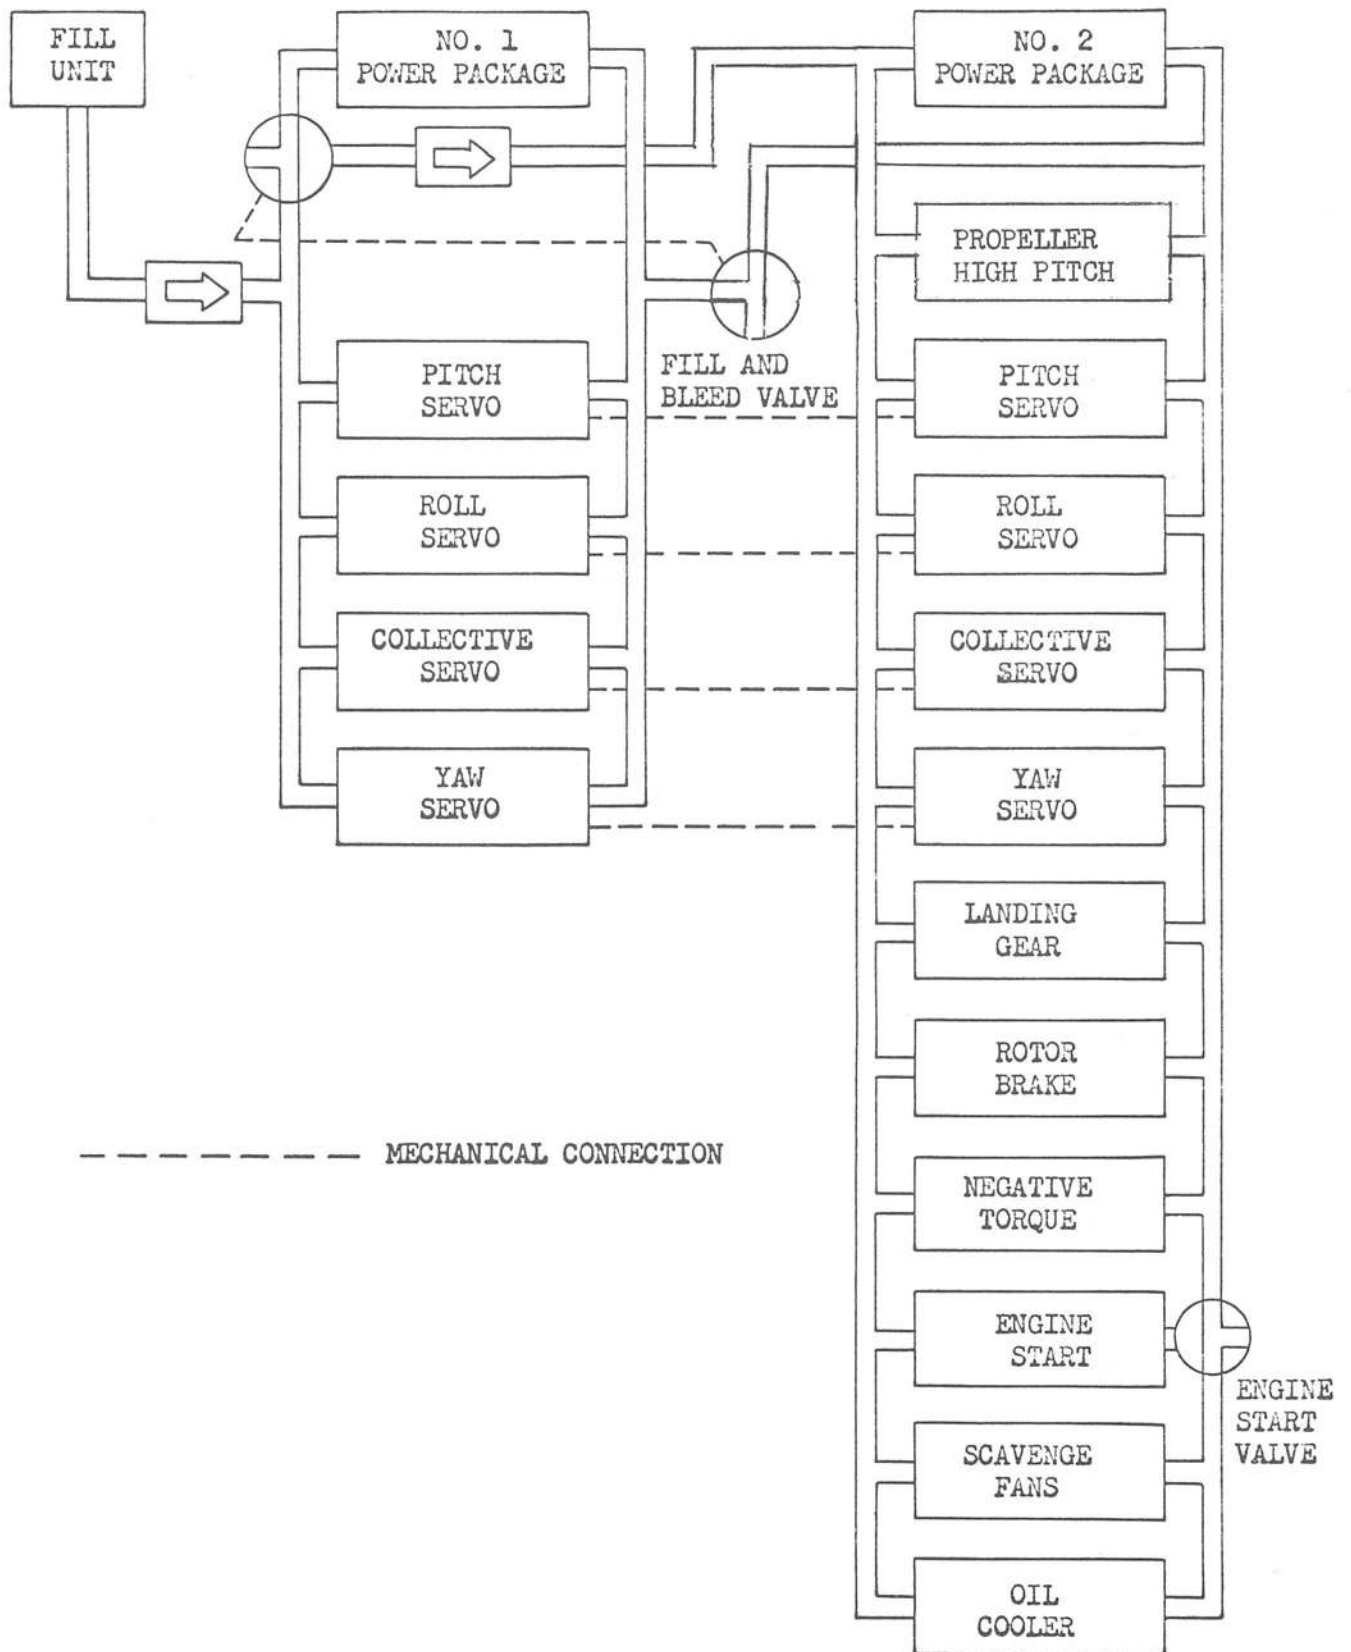 FILL
UNIT
NO. 1
POWER PACKAGE
NO. 2
POWER PACKAGE
PROPELLER
HIGH PITCH
FILL AND
BLEED VALVE
PITCH
SERVO
PITCH
SERVO
ROLL
SERVO
ROLL
SERVO
COLLECTIVE
SERVO
COLLECTIVE
SERVO
YAW
SERVO
YAW
SERVO
LANDING
GEAR
ROTOR
BRAKE
MECHANICAL CONNECTION
NEGATIVE
TORQUE
ENGINE
START
ENGINE
START
VALVE
SCAVENGE
FANS
OIL
COOLER